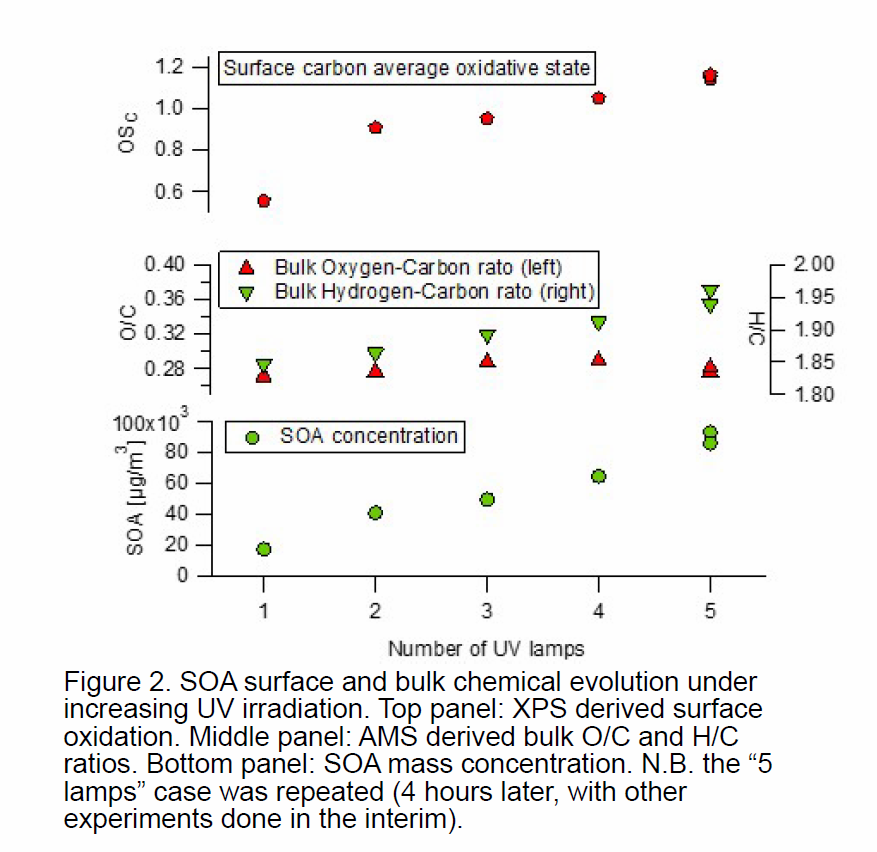 Surface carbon average oxidative state
OSc
1.2
1.0
0.8
0.6
Bulk Oxygen-Carbon rato (left)
Bulk Hydrogen-Carbon rato (right)
O/C
0.40
0.36
0.32
0.28
H/C
2.00
1.95
1.90
1.85
1.80
SOA concentration
SOA [µg/m³]
100x10³
80
60
40
20
0
1 2 3 4 5
Number of UV lamps
Figure 2. SOA surface and bulk chemical evolution under
increasing UV irradiation. Top panel: XPS derived surface
oxidation. Middle panel: AMS derived bulk O/C and H/C
ratios. Bottom panel: SOA mass concentration. N.B. the “5
lamps” case was repeated (4 hours later, with other
experiments done in the interim).